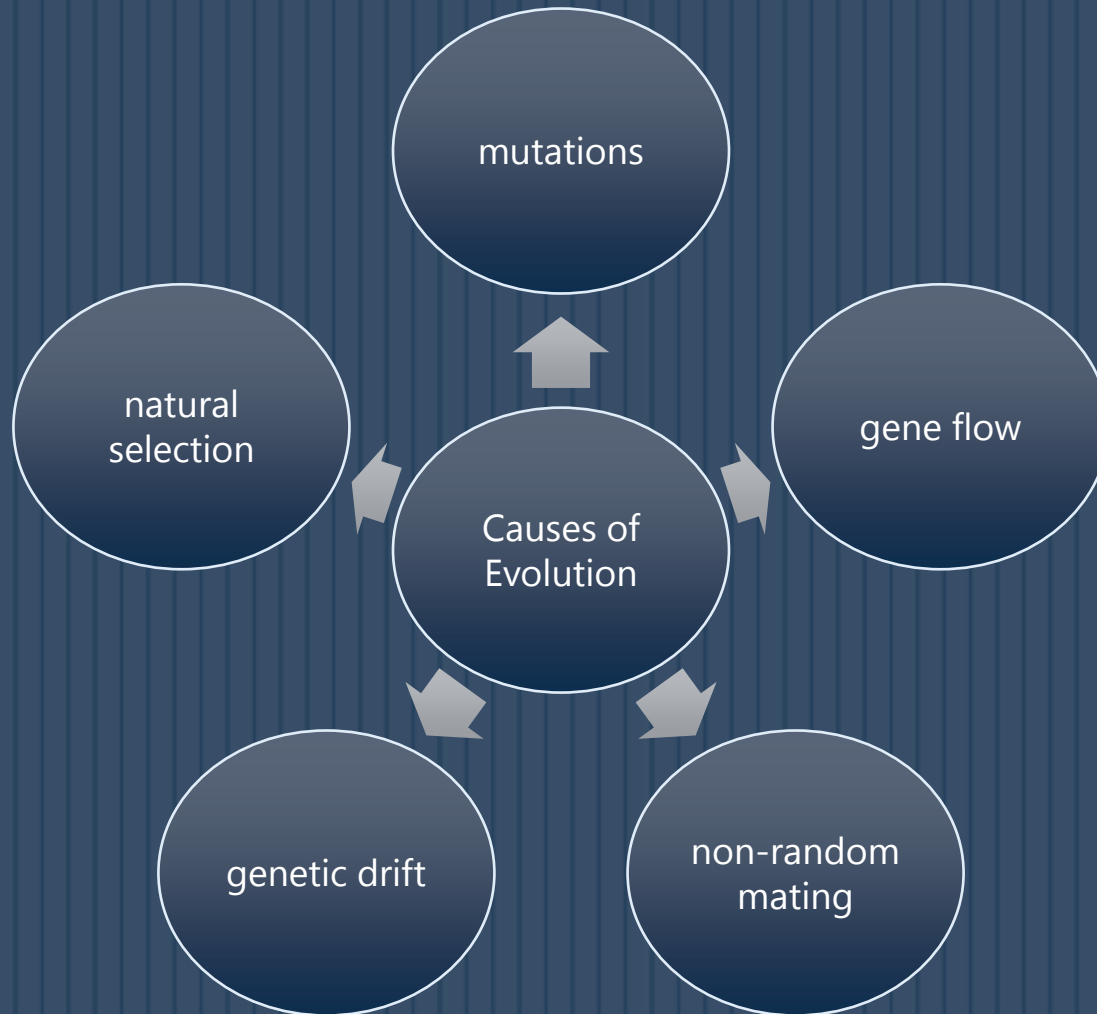 mutations
natural
selection
gene flow
Causes of
Evolution
genetic drift
non-random
mating